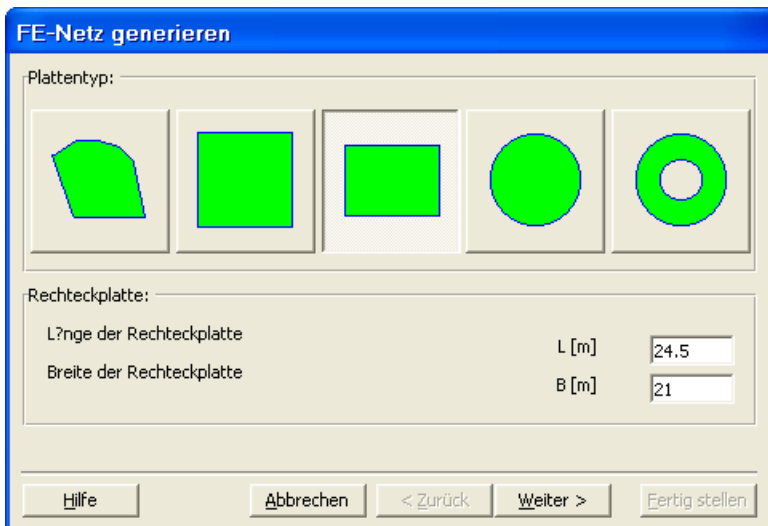 FE-Netz generieren
Plattentyp:
Rechteckplatte:
L?nge der Rechteckplatte
L [m]
24.5
Breite der Rechteckplatte
B [m]
21
Hilfe
Abbrechen
< Zurück
Weiter >
Fertig stellen